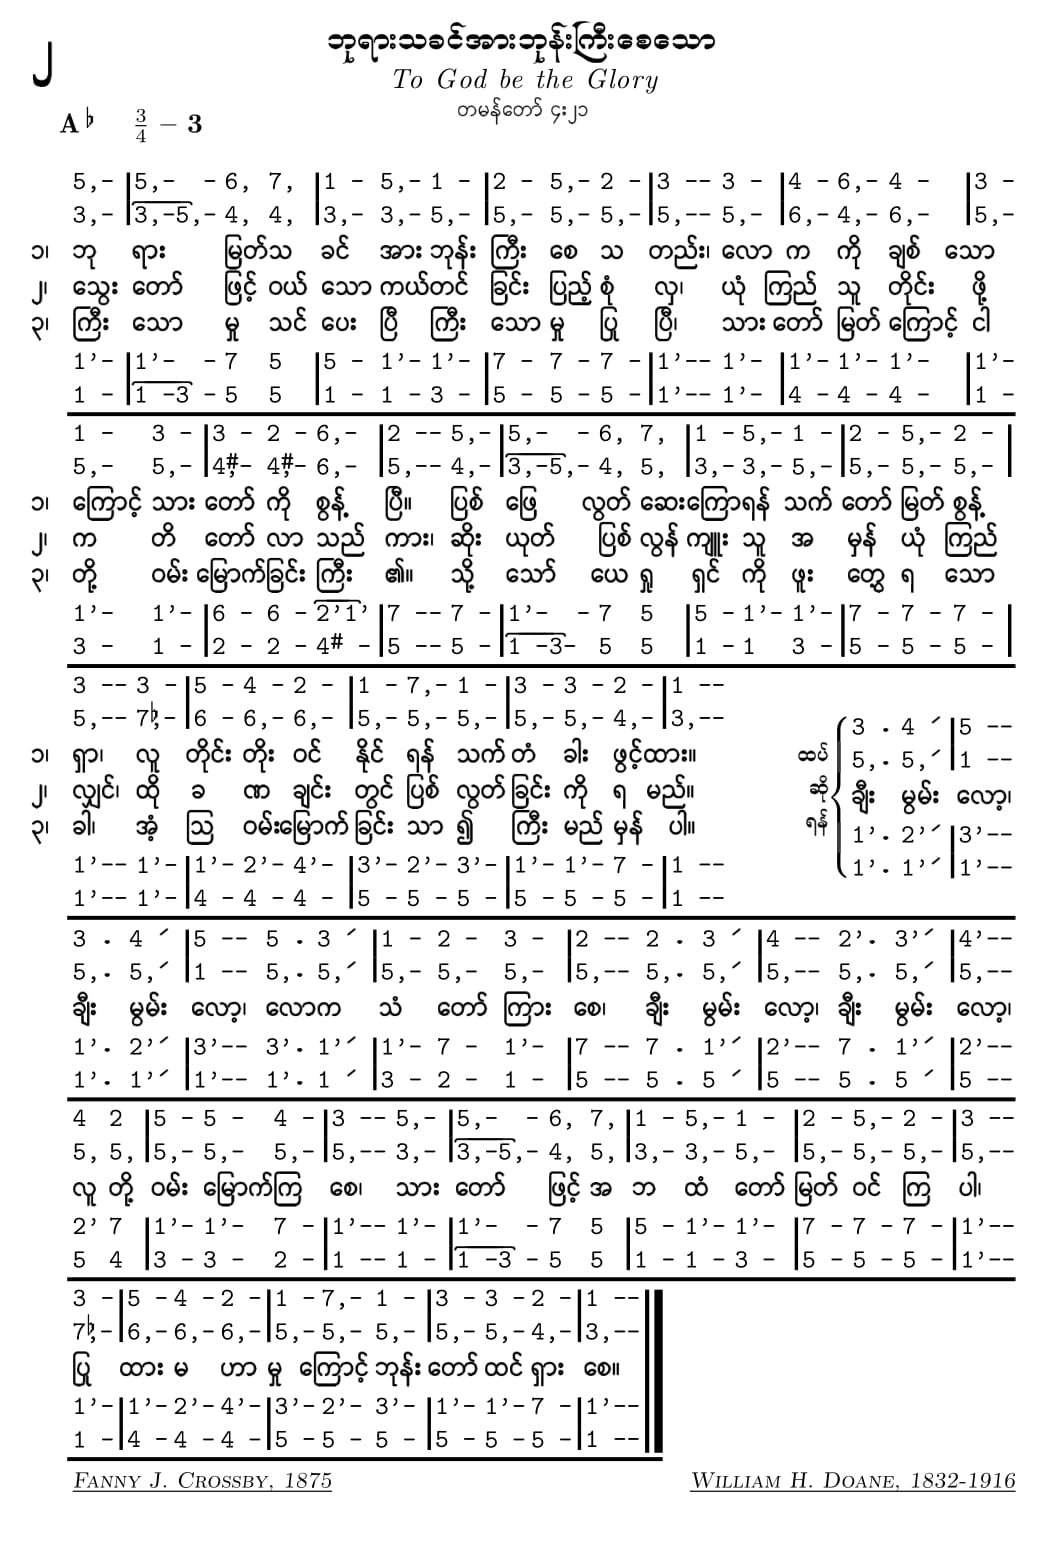 ၂
ဘုရားသခင်အားဘုန်းကြီးစေသော
To God be the Glory
တမန်တော် ၄း၂၁
A♭ 3/4 – 3
5,- |5,- - 6, 7, |1 - 5,- 1 - |2 - 5,- 2 - |3 -- 3 - |4 - 6,- 4 - |3 -
3,- |3,-5,- 4, 4, |3,- 3,- 5,- |5,- 5,- 5,- |5,-- 5,- |6,- 4,- 6,- |5,-
၁၊ ဘု ရား မြတ်သ ခင် အား ဘုန်း ကြီး စေ သ တည်း၊ လော က ကို ချစ် သော
၂၊ သွေး တော် ဖြင့် ဝယ် သော ကယ်တင် ခြင်း ပြည့် စုံ လှ၊ ယုံ ကြည် သူ တိုင်း ဖို့
၃၊ ကြီး သော မှု သင် ပေး ပြီ ကြီး သော မှု ပြု ပြီ၊ သား တော် မြတ် ကြောင့် ငါ
1’- |1’- - 7 5 |5 - 1’- 1’- |7 - 7 - 7 - |1’-- 1’- |1’- 1’- 1’- |1’-
1 - |1 -3 - 5 5 |1 - 1 - 3 - |5 - 5 - 5 - |1’-- 1’- |4 - 4 - 4 - |1 -
1 - 3 - |3 - 2 - 6,- |2 -- 5,- |5,- - 6, 7, |1 - 5,- 1 - |2 - 5,- 2 - |
5,- 5,- |4#,- 4#,- 6,- |5,-- 4,- |3,-5,- 4, 5, |3,- 3,- 5,- |5,- 5,- 5,- |
၁၊ ကြောင့် သား တော် ကို စွန့် ပြီ။ ပြစ် ဖြေ လွတ် ဆေးကြောရန် သက် တော် မြတ် စွန့်
၂၊ က တိ တော် လာ သည် ကား၊ ဆိုး ယုတ် ပြစ် လွန် ကျူး သူ အ မှန် ယုံ ကြည်
၃၊ တို့ ဝမ်း မြောက်ခြင်း ကြီး ၏။ သို့ သော် ယေ ရှု ရှင် ကို ဖူး တွေ့ ရ သော
1’- 1’- |6 - 6 - 2’1’ |7 -- 7 - |1’- - 7 5 |5 - 1’- 1’- |7 - 7 - 7 - |
3 - 1 - |2 - 2 - 4# - |5 -- 5 - |1 -3- 5 5 |1 - 1 3 - |5 - 5 - 5 - |
3 -- 3 - |5 - 4 - 2 - |1 - 7,- 1 - |3 - 3 - 2 - |1 --
5,-- 7♭,- |6 - 6,- 6,- |5,- 5,- 5,- |5,- 5,- 4,- |3,--
၁၊ ရှာ၊ လူ တိုင်း တိုး ဝင် နိုင် ရန် သက် တံ ခါး ဖွင့်ထား။
၂၊ လျှင်၊ ထို ခ ဏ ချင်း တွင် ပြစ် လွတ် ခြင်း ကို ရ မည်။
၃၊ ခါ၊ အံ့ ဩ ဝမ်းမြောက် ခြင်း သာ ၍ ကြီး မည် မှန် ပါ။
1’-- 1’- |1’- 2’- 4’- |3’- 2’- 3’- |1’- 1’- 7 - |1 --
1’-- 1’- |4 - 4 - 4 - |5 - 5 - 5 - |5 - 5 - 5 - |1 --
ထပ်
ဆို
ရန်
3 . 4 ⸍ |5 --
5,. 5,⸍ |1 --
ချီး မွမ်း လော့၊
1’. 2’⸍ |3’--
1’. 1’⸍ |1’--
3 . 4 ⸍ |5 -- 5 . 3 ⸍ |1 - 2 - 3 - |2 -- 2 . 3 ⸍ |4 -- 2’. 3’⸍ |4’--
5,. 5,⸍ |1 -- 5,. 5,⸍ |5,- 5,- 5,- |5,-- 5,. 5,⸍ |5,-- 5,. 5,⸍ |5,--
ချီး မွမ်း လော့၊ လောက သံ တော် ကြား စေ၊ ချီး မွမ်း လော့၊ ချီး မွမ်း လော့၊
1’. 2’⸍ |3’-- 3’. 1’⸍ |1’- 7 - 1’- |7 -- 7 . 1’⸍ |2’-- 7 . 1’⸍ |2’--
1’. 1’⸍ |1’-- 1’. 1 ⸍ |3 - 2 - 1 - |5 -- 5 . 5 ⸍ |5 -- 5 . 5 ⸍ |5 --
4 2 |5 - 5 - 4 - |3 -- 5,- |5,- - 6, 7, |1 - 5,- 1 - |2 - 5,- 2 - |3 --
5, 5, |5,- 5,- 5,- |5,-- 3,- |3,-5,- 4, 5, |3,- 3,- 5,- |5,- 5,- 5,- |5,--
လူ တို့ ဝမ်း မြောက်ကြ စေ၊ သား တော် ဖြင့် အ ဘ ထံ တော် မြတ် ဝင် ကြ ပါ၊
2’ 7 |1’- 1’- 7 - |1’-- 1’- |1’- - 7 5 |5 - 1’- 1’- |7 - 7 - 7 - |1’--
5 4 |3 - 3 - 2 - |1 -- 1 - |1 -3 - 5 5 |1 - 1 - 3 - |5 - 5 - 5 - |1’--
3 - |5 - 4 - 2 - |1 - 7,- 1 - |3 - 3 - 2 - |1 --
7♭,- |6,- 6,- 6,- |5,- 5,- 5,- |5,- 5,- 4,- |3,--
ပြု ထား မ ဟာ မှု ကြောင့် ဘုန်း တော် ထင် ရှား စေ။
1’- |1’- 2’- 4’- |3’- 2’- 3’- |1’- 1’- 7 - |1’--
1 - |4 - 4 - 4 - |5 - 5 - 5 - |5 - 5 - 5 - |1 --
Fanny J. Crossby, 1875 William H. Doane, 1832-1916